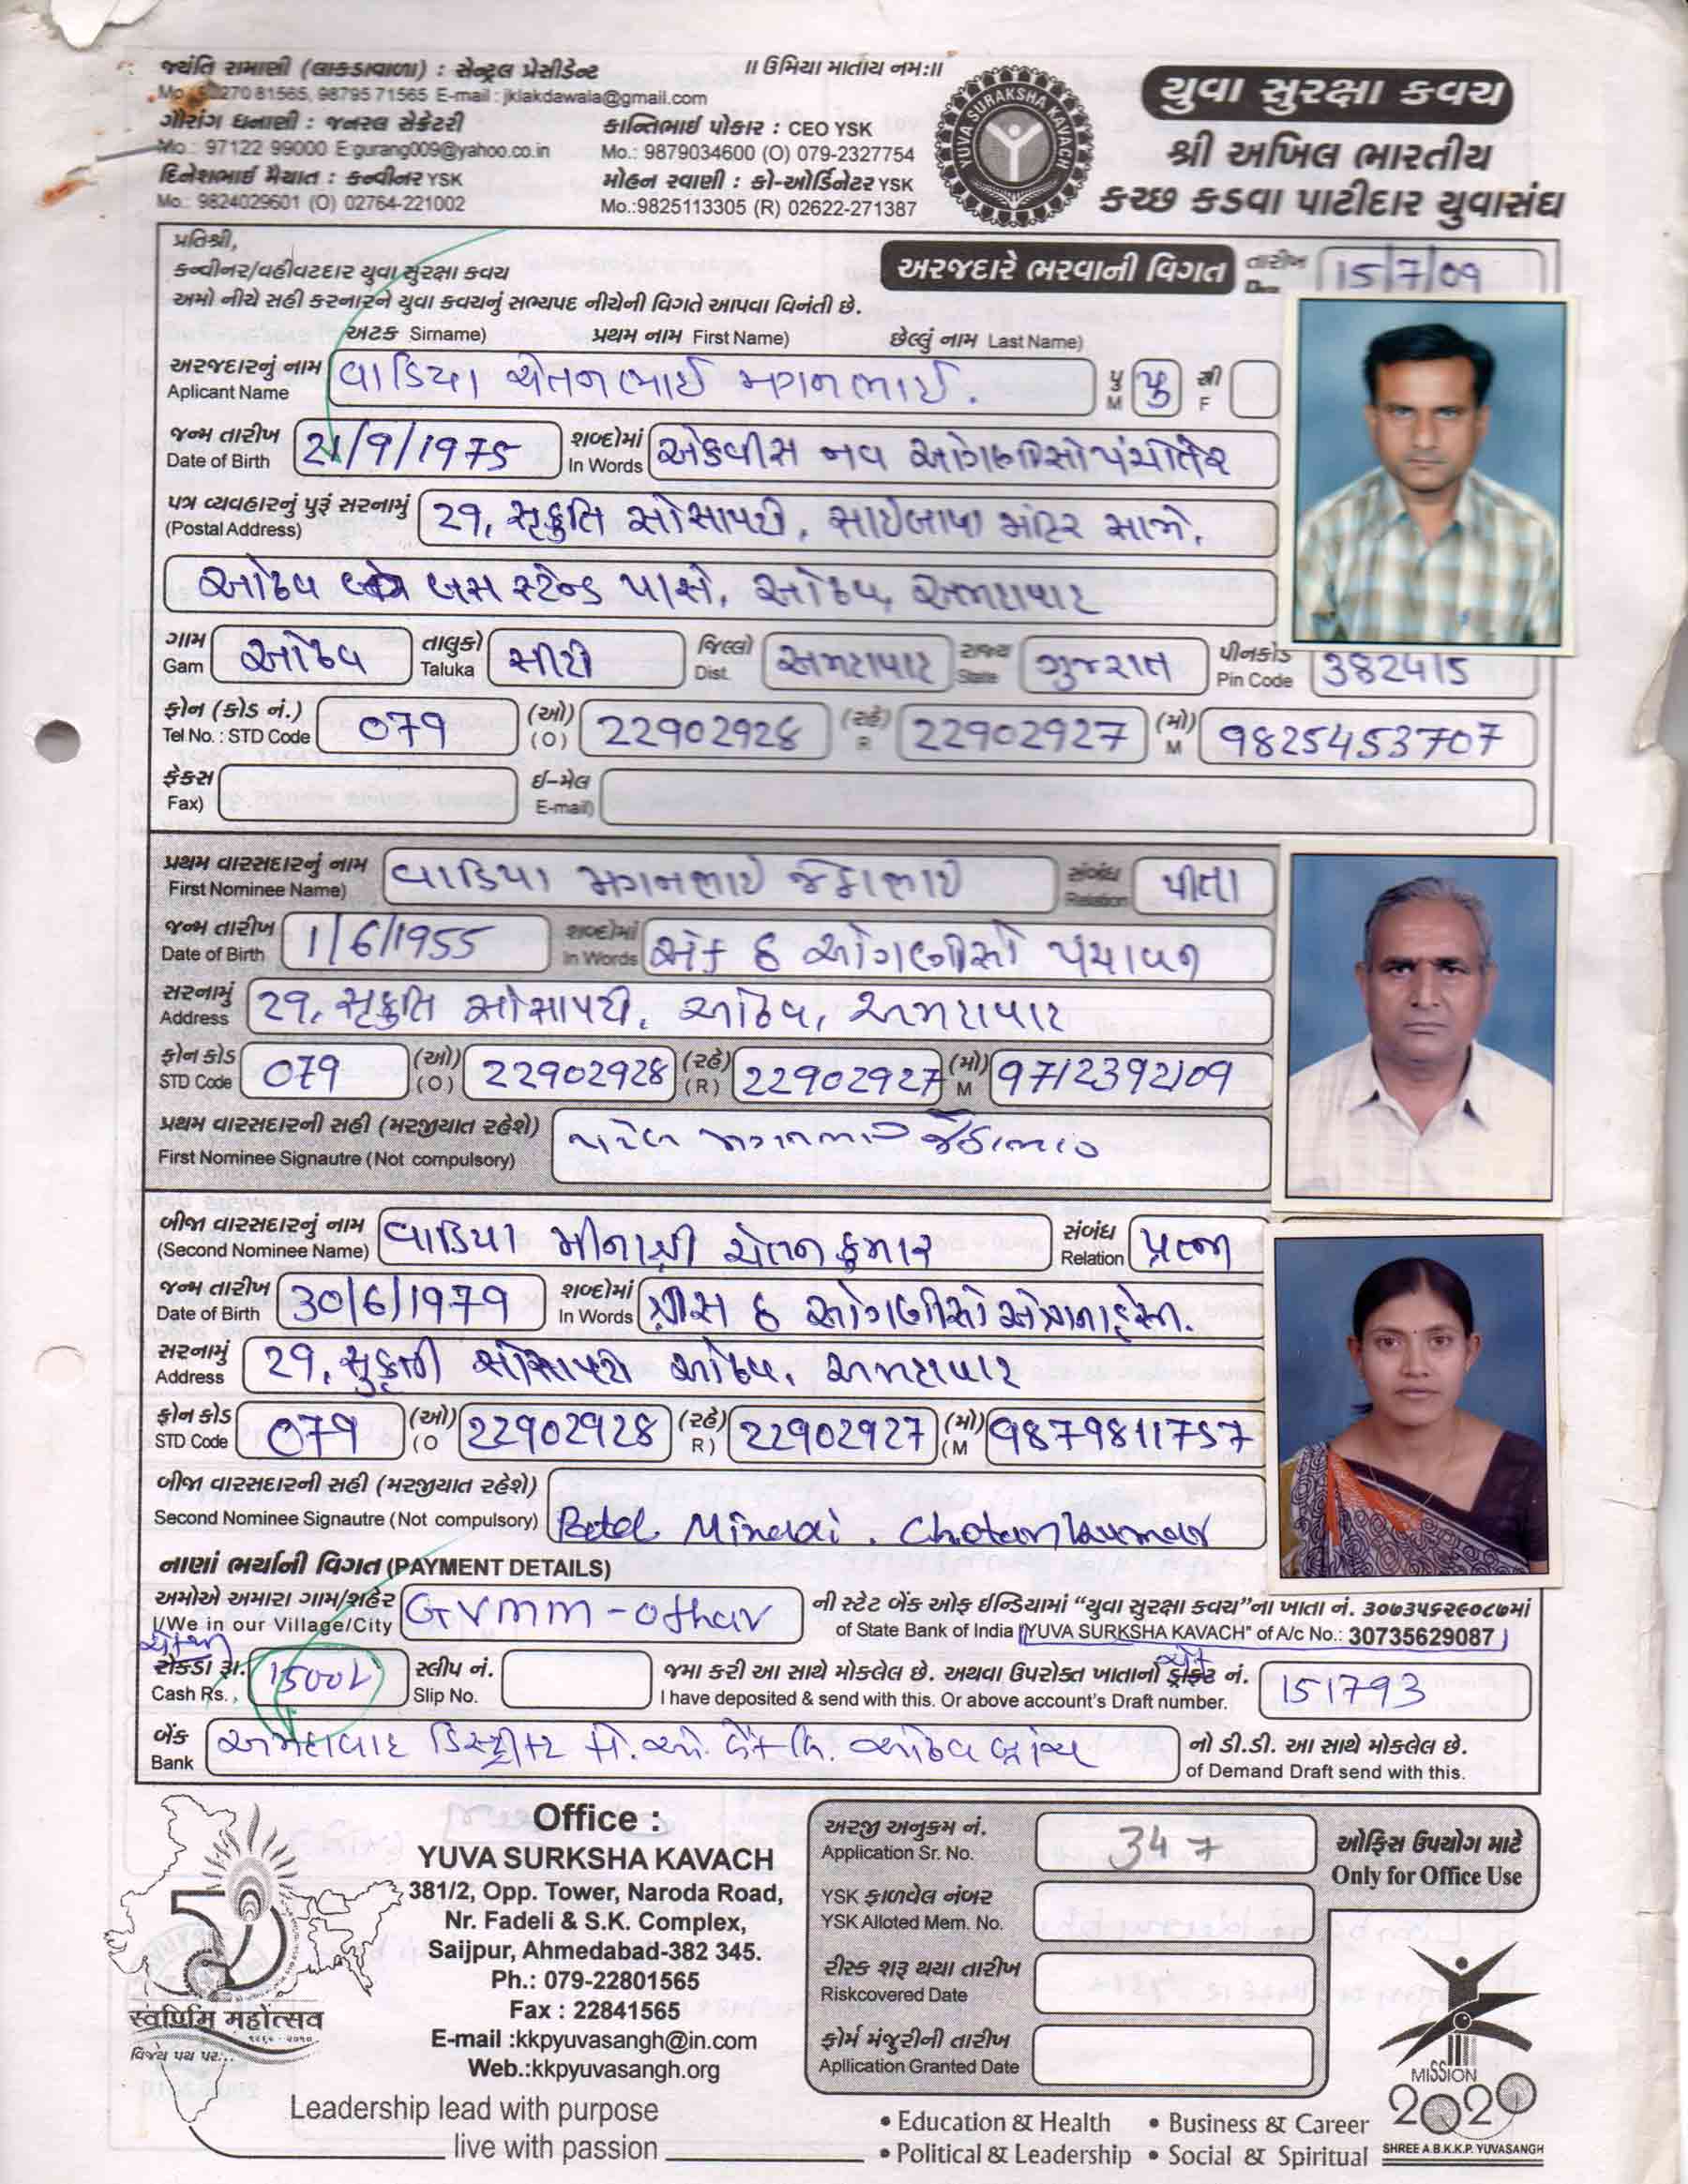 જયંતિ રામાણી (લાકડાવાળા) : સેન્ટ્રલ પ્રેસીડેન્ટ
Mo 27081565, 98795 71565 E-mail : jklakdawala@gmail.com
ગૌરાંગ ધનાણી : જનરલ સેક્રેટરી
Mo : 97122 99000 E:gurang009@yahoo.co.in
દિનેશભાઈ મૈયાત : કન્વીનર YSK
Mo.: 9824029601 (O) 02764-221002
॥ ઉમિયા માતાય નમઃ॥
કાન્તિભાઈ પોકાર : CEO YSK
Mo.: 9879034600 (O) 079-2327754
મોહન રવાણી : કો-ઓર્ડિનેટર YSK
Mo.:9825113305 (R) 02622-271387
YUVA SURAKSHA KAVACH
યુવા સુરક્ષા કવચ
શ્રી અખિલ ભારતીય
કચ્છ કડવા પાટીદાર યુવાસંઘ
પ્રતિશ્રી,
કન્વીનર/વહીવટદાર યુવા સુરક્ષા કવચ
અમો નીચે સહી કરનારને યુવા કવચનું સભ્યપદ નીચેની વિગતે આપવા વિનંતી છે.
અરજદારે ભરવાની વિગત
તારીખ 15/7/09
અટક Sirname) પ્રથમ નામ First Name) છેલ્લું નામ Last Name)
અરજદારનું નામ વાડિયા ચેતનભાઈ મગનભાઈ. પુ પુ સ્ત્રી
Aplicant Name M F
જન્મ તારીખ 21/9/1975 શબ્દોમાં એકવીસ નવ ઓગણીસો પંચોતેર
Date of Birth In Words
પત્ર વ્યવહારનું પુરૂં સરનામું 29, સુકૃતિ સોસાયટી, સાઈબાબા મંદિર સામે,
(Postal Address)
ઓઢવ બસ સ્ટેન્ડ પાસે, ઓઢવ, અમદાવાદ
ગામ ઓઢવ તાલુકો સીટી જિલ્લો અમદાવાદ રાજ્ય ગુજરાત પીનકોડ 382415
Gam Taluka Dist. State Pin Code
ફોન (કોડ નં.) 079 (ઓ) 22902928 (રહે) 22902927 (મો) 9825453707
Tel No. : STD Code (O) R M
ફેકસ ઈ-મેલ
Fax) E-mail)
પ્રથમ વારસદારનું નામ વાડિયા મગનભાઈ જેઠાભાઈ સંબંધ પીતા
First Nominee Name) Relation
જન્મ તારીખ 1/6/1955 શબ્દોમાં એક ૬ ઓગણીસો પંચાવન
Date of Birth In Words
સરનામું 29, સુકૃતિ સોસાયટી, ઓઢવ, અમદાવાદ
Address
ફોન કોડ 079 (ઓ) 22902928 (રહે) 22902927 (મો) 9712392109
STD Code (O) (R) M
પ્રથમ વારસદારની સહી (મરજીયાત રહેશે) પટેલ મગનભાઈ જેઠાભાઈ
First Nominee Signautre (Not compulsory)
બીજા વારસદારનું નામ વાડિયા મીનાક્ષી ચેતનકુમાર સંબંધ પત્ની
(Second Nominee Name) Relation
જન્મ તારીખ 30/6/1979 શબ્દોમાં ત્રીસ ૬ ઓગણીસો
Date of Birth In Words
સરનામું 29, સુકૃતી સોસાયટી ઓઢવ, અમદાવાદ
Address
ફોન કોડ 079 (ઓ) 22902928 (રહે) 22902927 (મો) 9879811757
STD Code (O R) (M
બીજા વારસદારની સહી (મરજીયાત રહેશે)
Second Nominee Signautre (Not compulsory) Chetankumar
નાણાં ભર્યાની વિગત (PAYMENT DETAILS)
અમોએ અમારા ગામ/શહેર GVMM - othav ની સ્ટેટ બેંક ઓફ ઈન્ડિયામાં “યુવા સુરક્ષા કવચ”ના ખાતા નં. ૩૦૭૩૫૬૨૯૦૮૭માં
I/We in our Village/City of State Bank of India "YUVA SURKSHA KAVACH" of A/c No.: 30735629087
ચેક
રોકડા રૂા. 1500/- સ્લીપ નં. જમા કરી આ સાથે મોકલેલ છે. અથવા ઉપરોક્ત ખાતાનો ડ્રાફ્ટ નં. 151793
Cash Rs., Slip No. I have deposited & send with this. Or above account's Draft number.
બેંક અમદાવાદ ડિસ્ટ્રીક્ટ કો.ઓ. બેંક લિ. ઓઢવ બ્રાંચ નો ડી.ડી. આ સાથે મોકલેલ છે.
Bank of Demand Draft send with this.
Office :
YUVA SURKSHA KAVACH
381/2, Opp. Tower, Naroda Road,
Nr. Fadeli & S.K. Complex,
Saijpur, Ahmedabad-382 345.
Ph.: 079-22801565
Fax : 22841565
E-mail :kkpyuvasangh@in.com
Web.:kkpyuvasangh.org
50
स्वर्णिम महोत्सव
૧૯૬૦ - ૨૦૧૦
વિજય પથ પર...
Leadership lead with purpose
live with passion
અરજી અનુક્રમ નં. 347
Application Sr. No.
YSK ફાળવેલ નંબર
YSK Alloted Mem. No.
રીસ્ક શરૂ થયા તારીખ
Riskcovered Date
ફોર્મ મંજુરીની તારીખ
Apllication Granted Date
ઓફિસ ઉપયોગ માટે
Only for Office Use
• Education & Health • Business & Career
• Political & Leadership • Social & Spiritual
MISSION
2020
SHREE A.B.K.K.P. YUVASANGH